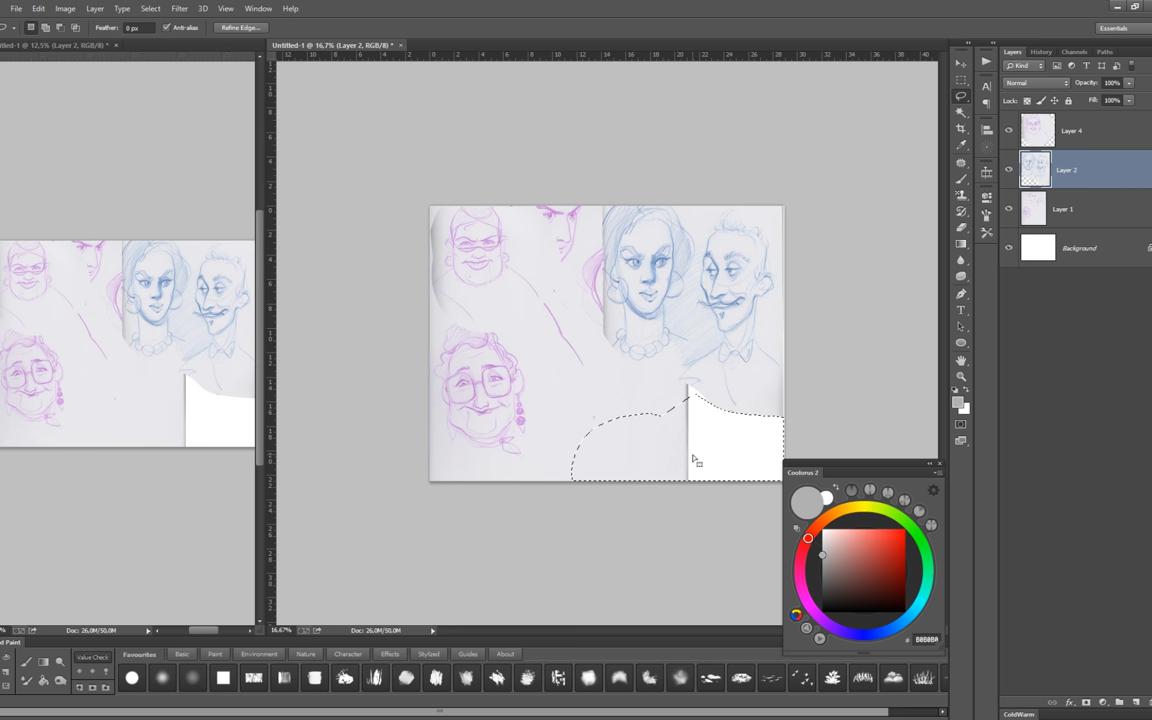 File Edit Image Layer Type Select Filter 3D View Window Help
Feather: 0 px Anti-alias Refine Edge... Essentials
Untitled-1 @ 16,7% (Layer 2, RGB/8) *
Layers History Channels Paths
Kind
Normal Opacity: 100%
Lock: Fill: 100%
Layer 4
Layer 2
Layer 1
Background
Coolorus 2
# B0B0B0
Doc: 26,0M/50,0M
16.67% Doc: 26,0M/50,0M
Value Check Favourites Basic Paint Environment Nature Character Effects Stylized Guides About
ColdWarm